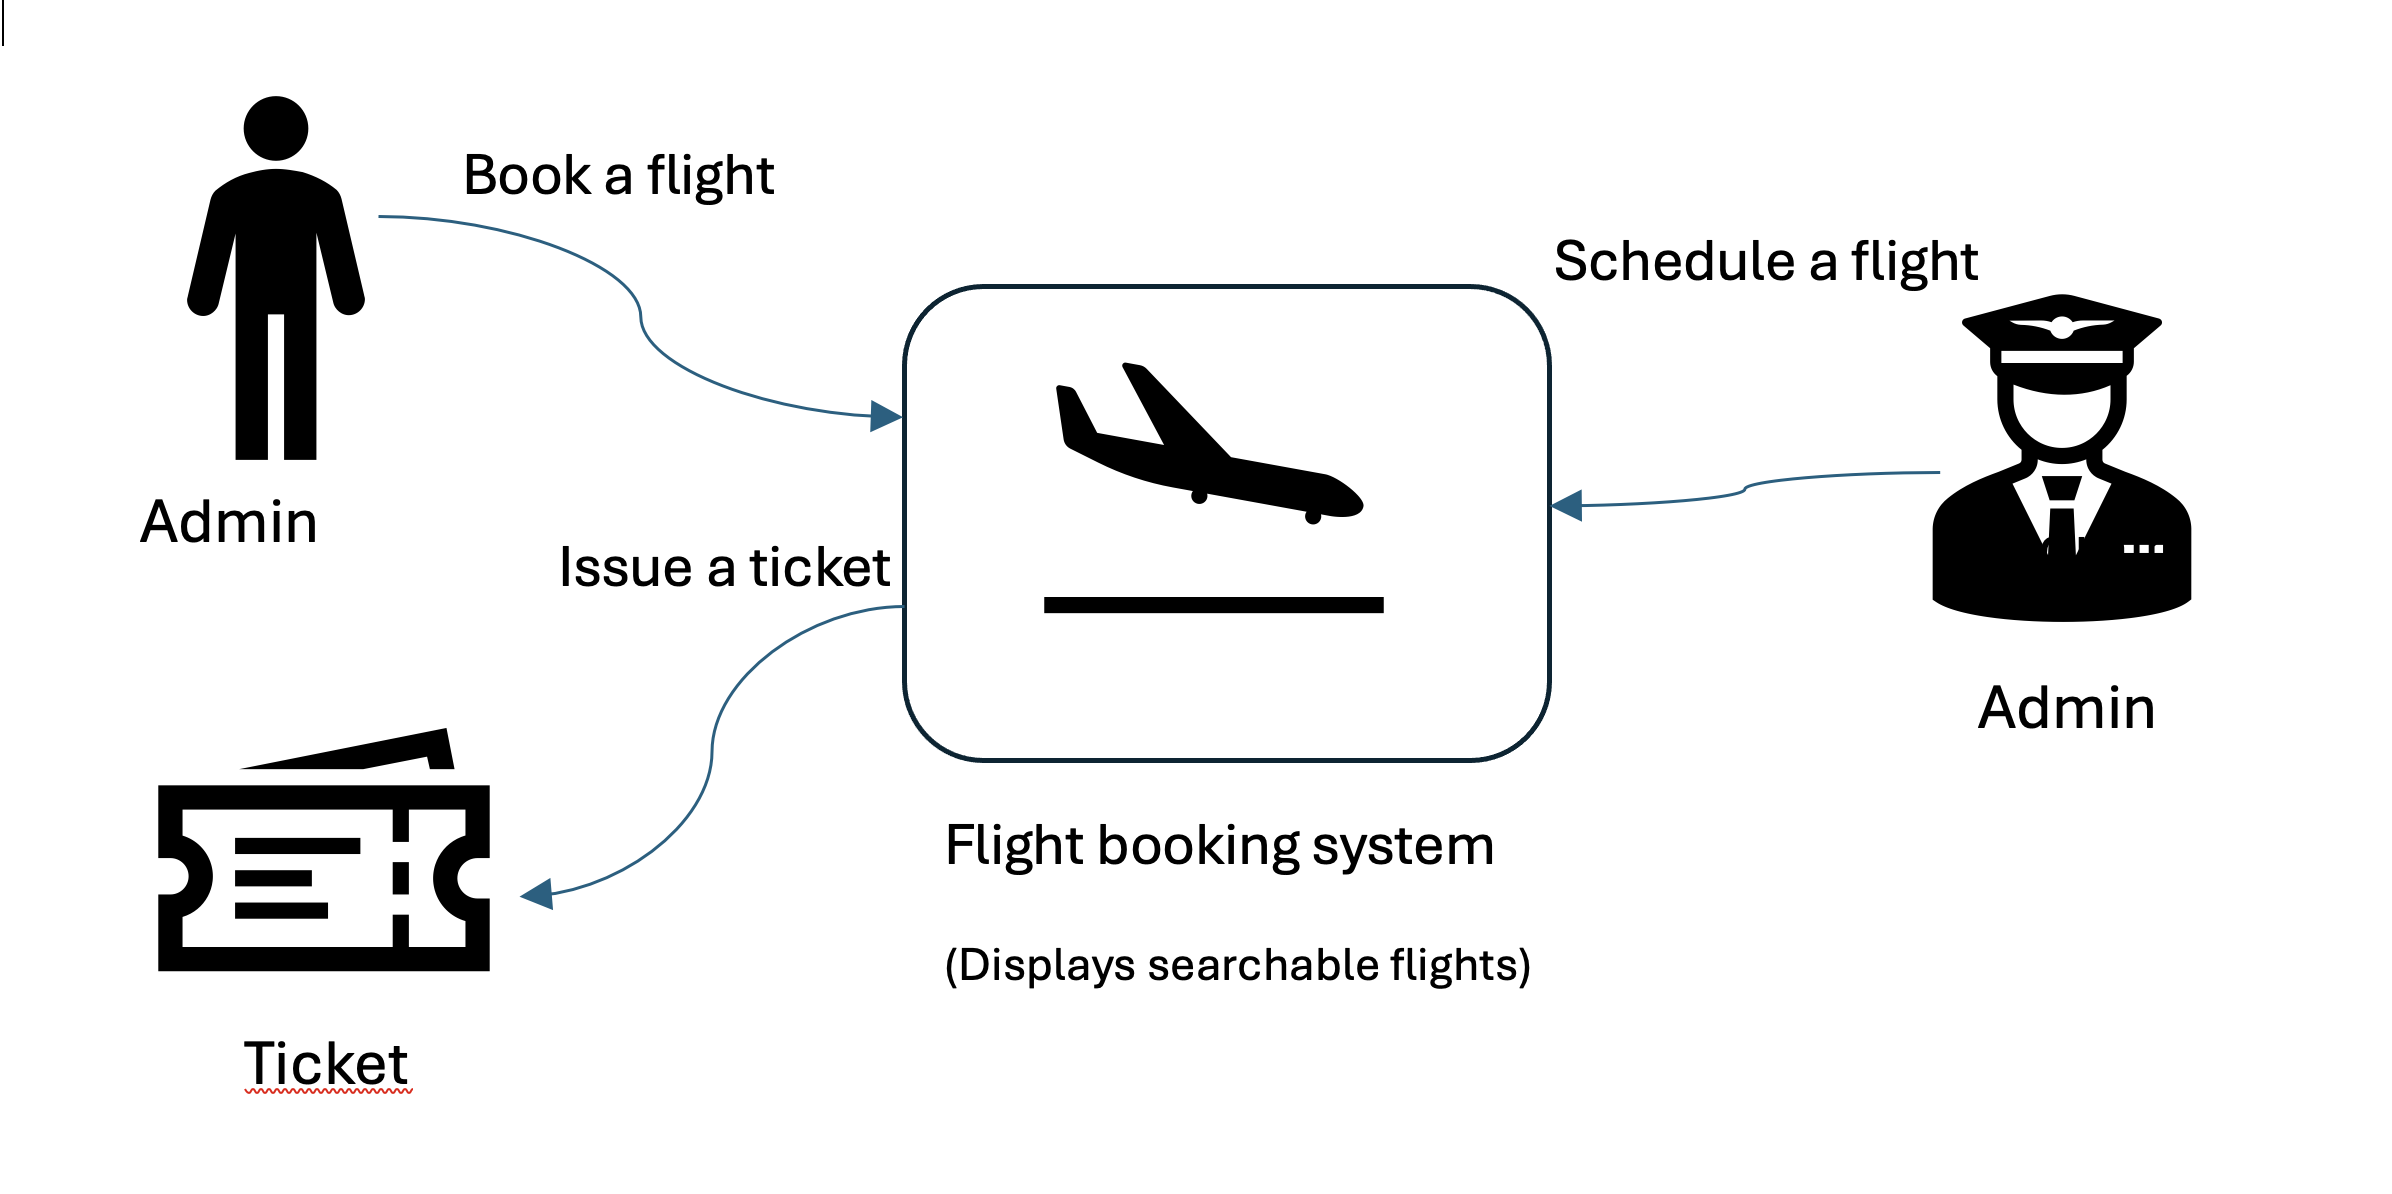 Book a flight
Schedule a flight
Admin
Issue a ticket
Admin
Flight booking system
(Displays searchable flights)
Ticket